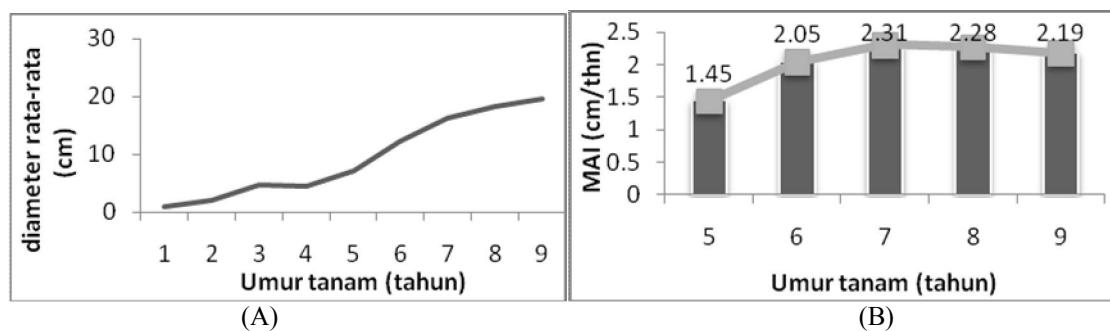 diameter rata-rata
(cm)
30
20
10
0
1 2 3 4 5 6 7 8 9
Umur tanam (tahun)
(A)
MAI (cm/thn)
2.5
2
1.5
1
0.5
0
1.45
2.05
2.31
2.28
2.19
5 6 7 8 9
Umur tanam (tahun)
(B)